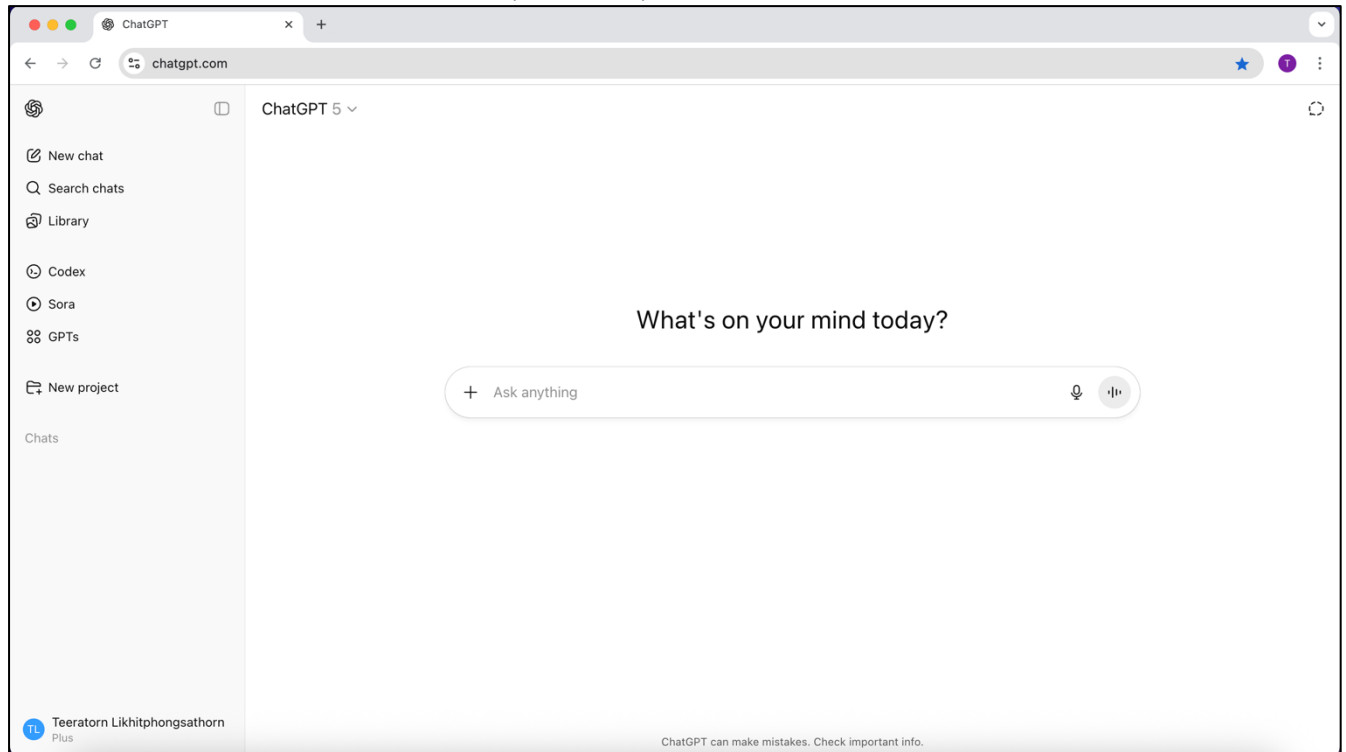 ChatGPT
chatgpt.com
T
ChatGPT 5
New chat
Search chats
Library
Codex
Sora
GPTs
New project
Chats
What's on your mind today?
Ask anything
TL
Teeratorn Likhitphongsathorn
Plus
ChatGPT can make mistakes. Check important info.